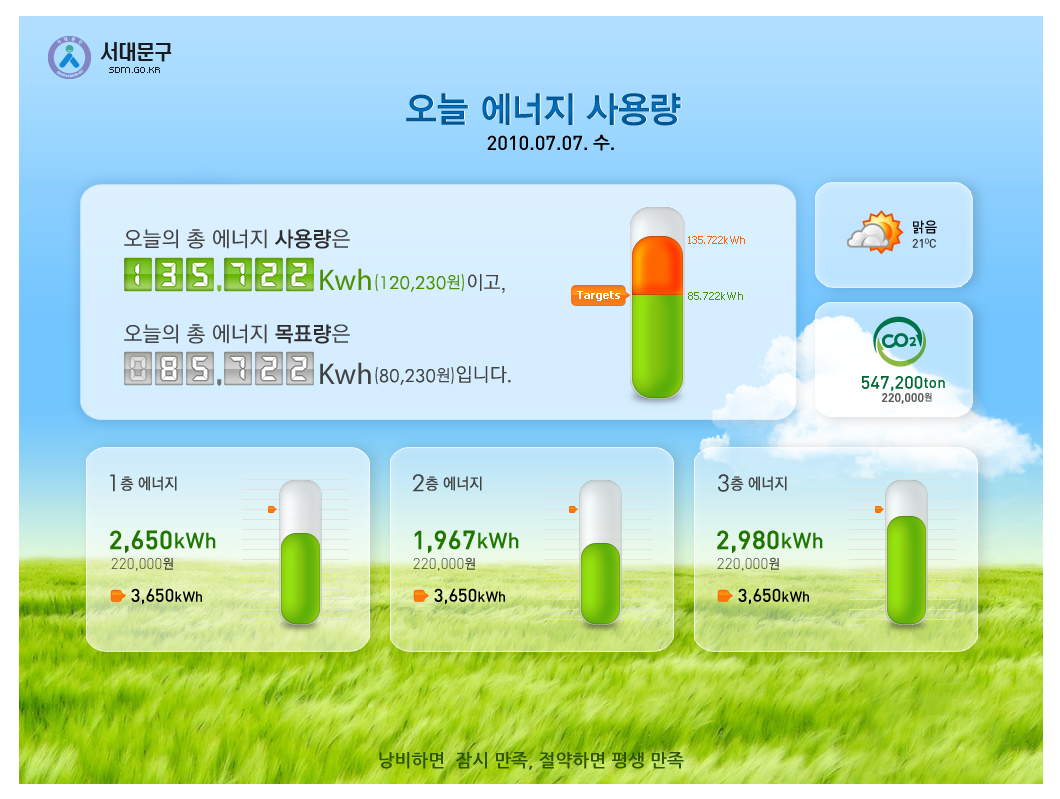 서대문구
SDM.GO.KR
오늘 에너지 사용량
2010.07.07. 수.
오늘의 총 에너지 사용량은
135,722 Kwh(120,230원)이고,
오늘의 총 에너지 목표량은
085,722 Kwh(80,230원)입니다.
135.722kWh
Targets
85.722kWh
맑음
21⁰C
CO2
547,200ton
220,000원
1층 에너지
2,650kWh
220,000원
3,650kWh
2층 에너지
1,967kWh
220,000원
3,650kWh
3층 에너지
2,980kWh
220,000원
3,650kWh
낭비하면 잠시 만족, 절약하면 평생 만족